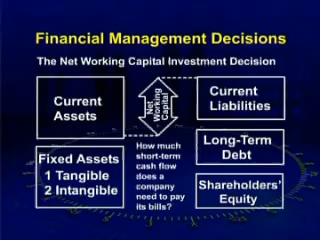 Financial Management Decisions
The Net Working Capital Investment Decision
Current
Assets
Net
Working
Capital
Current
Liabilities
Fixed Assets
1 Tangible
2 Intangible
How much
short-term
cash flow
does a
company
need to pay
its bills?
Long-Term
Debt
Shareholders'
Equity